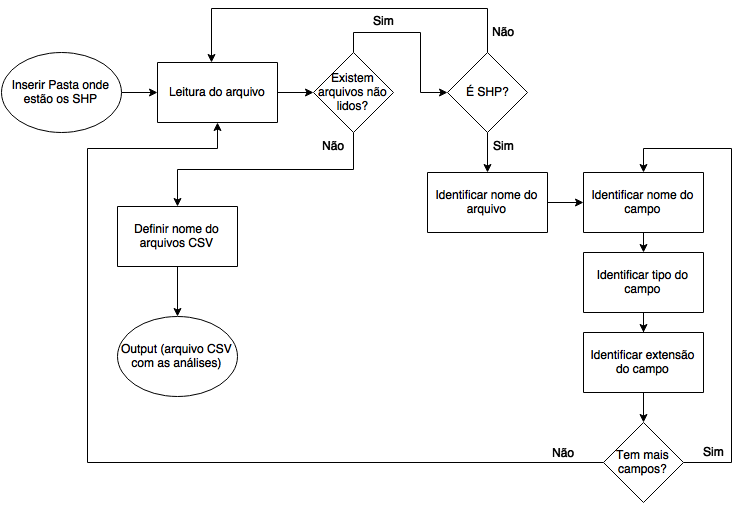 Sim
Não
Inserir Pasta onde
estão os SHP
Leitura do arquivo
Existem
arquivos não
lidos?
É SHP?
Não
Sim
Identificar nome do
arquivo
Identificar nome do
campo
Definir nome do
arquivos CSV
Identificar tipo do
campo
Output (arquivo CSV
com as análises)
Identificar extensão
do campo
Não
Tem mais
campos?
Sim